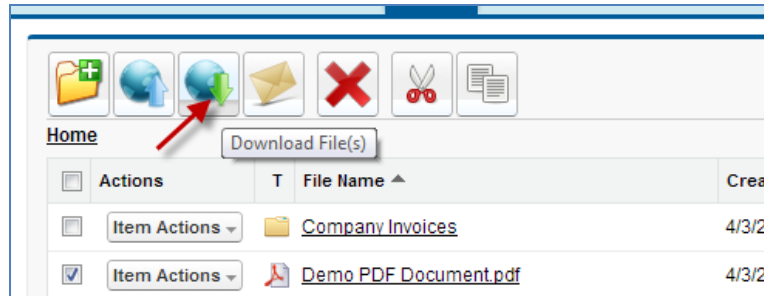 Home
Download File(s)
Actions T File Name
Item Actions Company Invoices 4/3/2
Item Actions Demo PDF Document.pdf 4/3/2